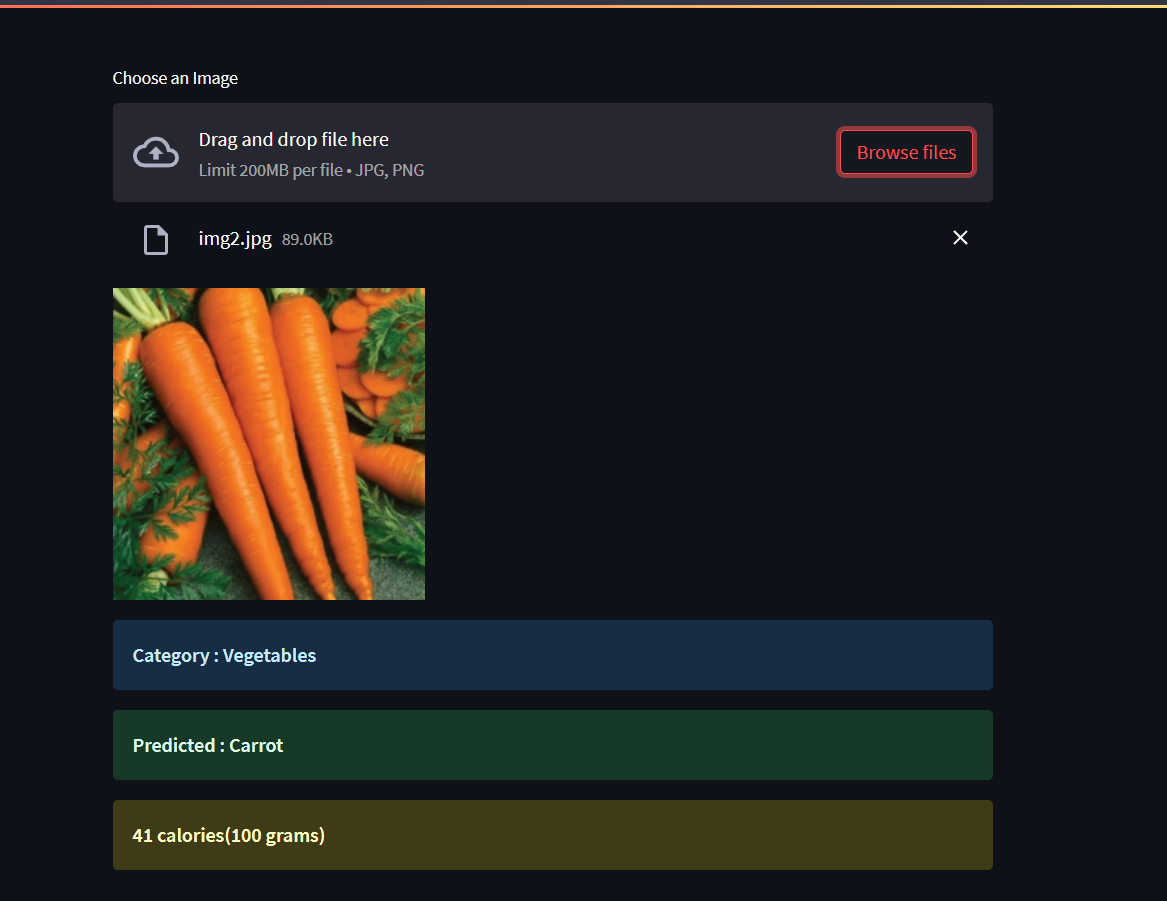 Choose an Image
Drag and drop file here
Limit 200MB per file • JPG, PNG
Browse files
img2.jpg 89.0KB
Category : Vegetables
Predicted : Carrot
41 calories(100 grams)